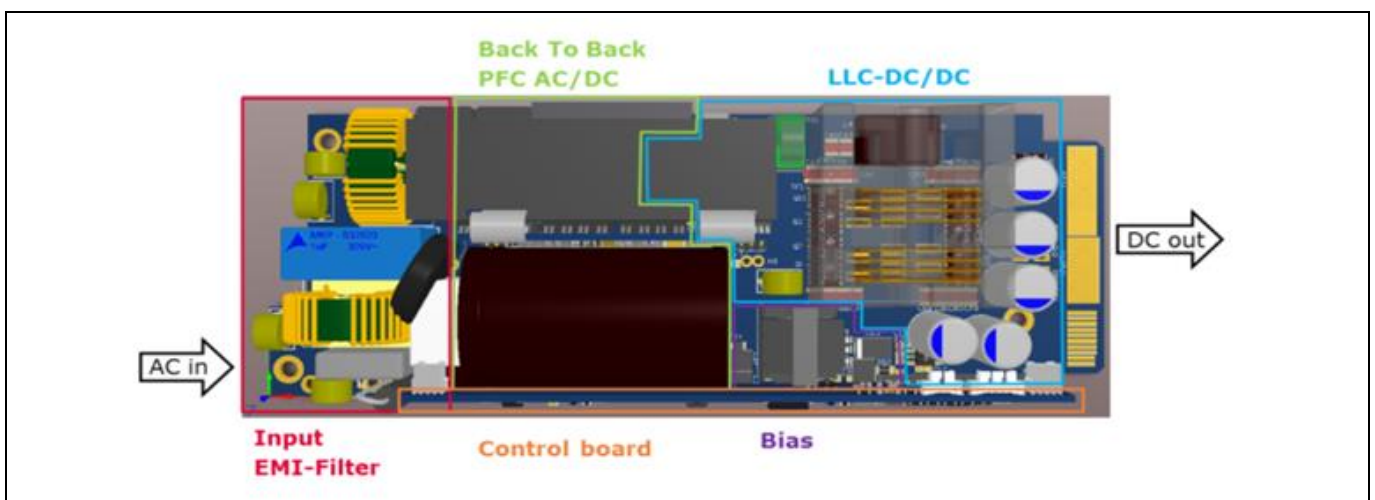 Back To Back
PFC AC/DC
LLC-DC/DC
DC out
AC in
Input
EMI-Filter
Control board
Bias